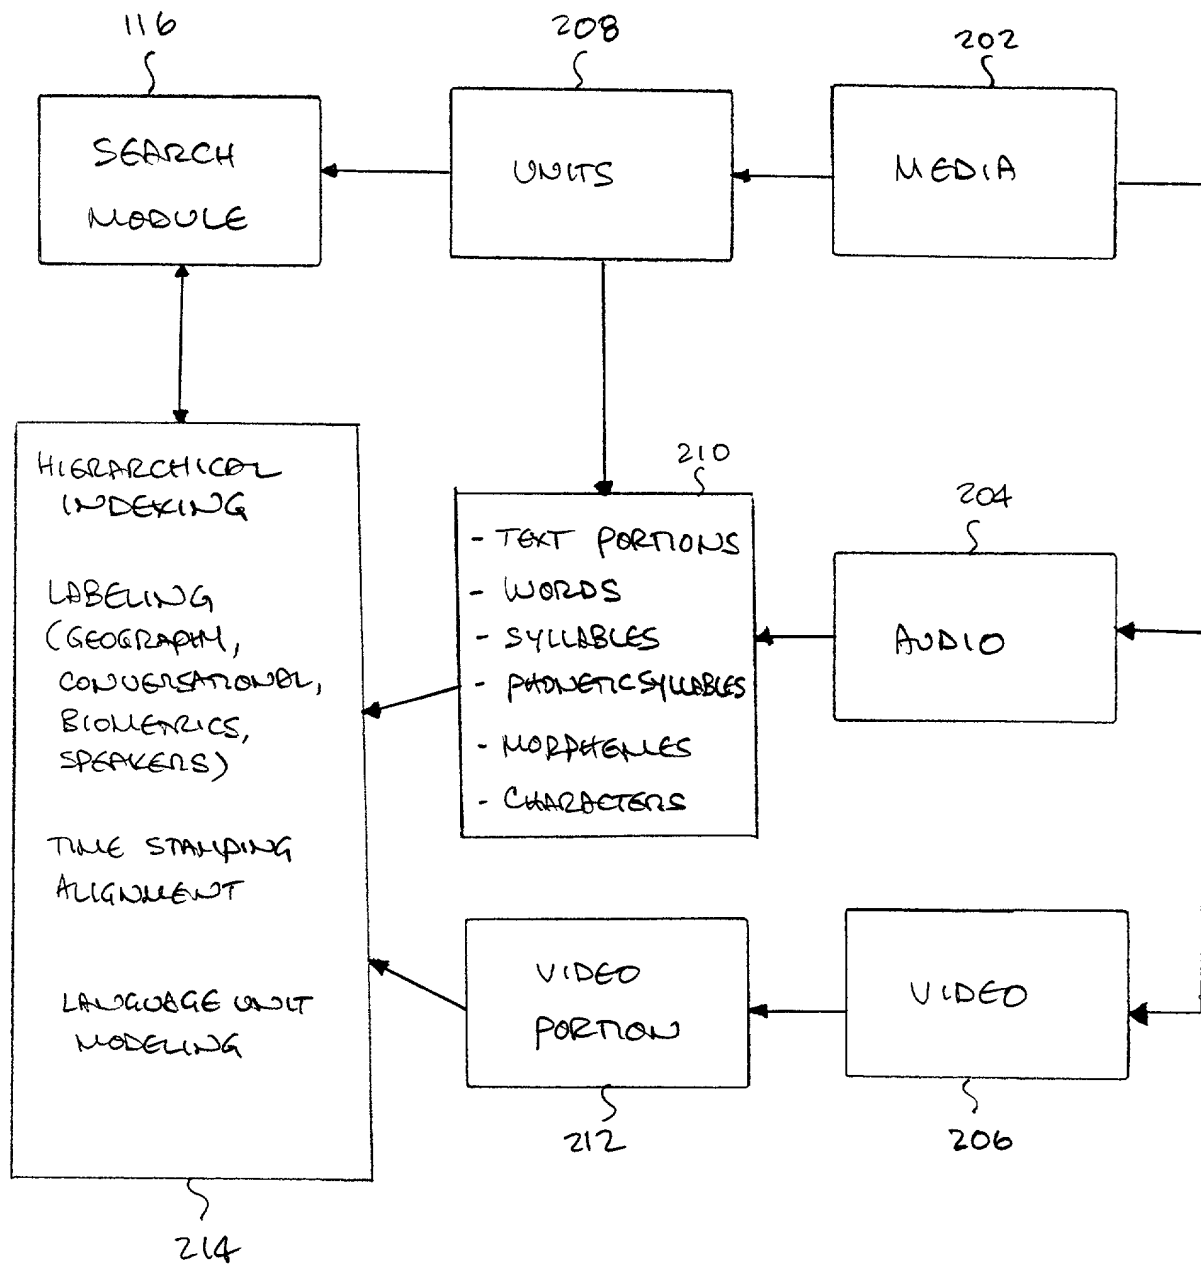 116
208
202
SEARCH
MODULE
UNITS
MEDIA
HIERARCHICAL
INDEXING
LABELING
(GEOGRAPHY,
CONVERSATIONAL,
BIOMETRICS,
SPEAKERS)
TIME STAMPING
ALIGNMENT
LANGUAGE UNIT
MODELING
214
210
- TEXT PORTIONS
- WORDS
- SYLLABLES
- PHONETIC SYLLABLES
- MORPHEMES
- CHARACTERS
204
AUDIO
VIDEO
PORTION
212
VIDEO
206